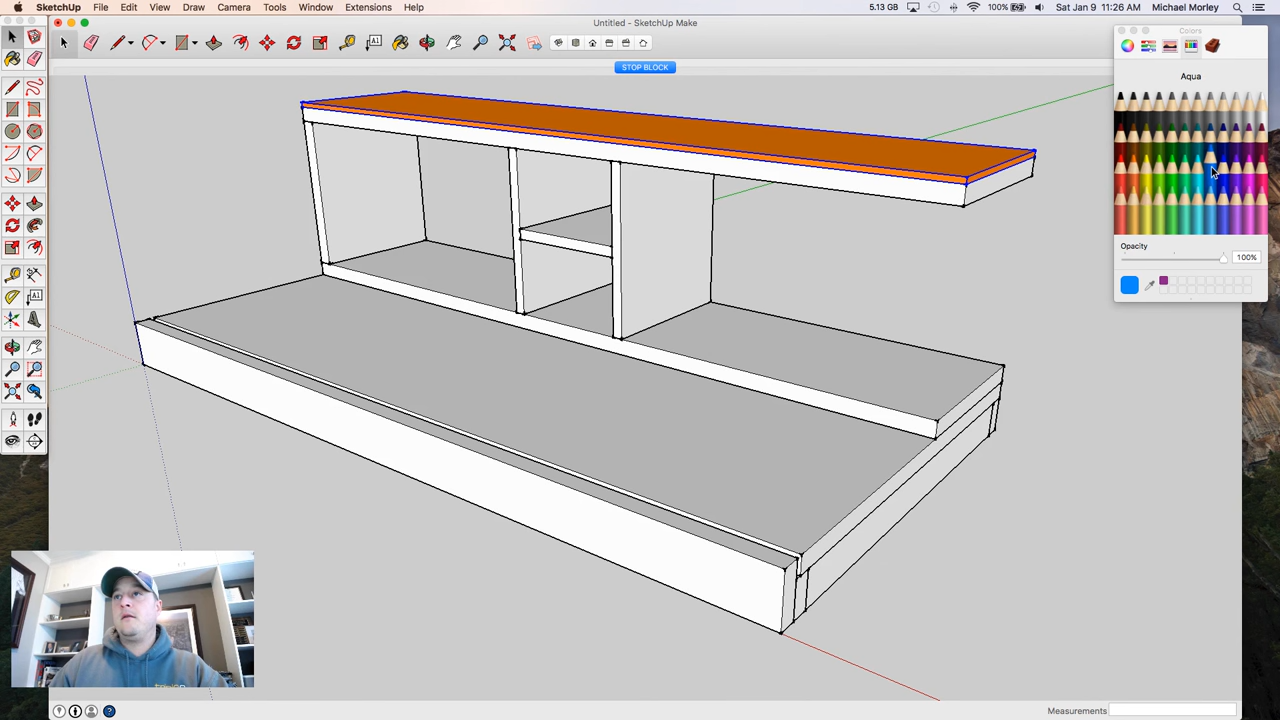 SketchUp File Edit View Draw Camera Tools Window Extensions Help 5.13 GB 100% Sat Jan 9 11:26 AM Michael Morley
Untitled - SketchUp Make
Colors
STOP BLOCK
Aqua
Opacity
100%
Measurements